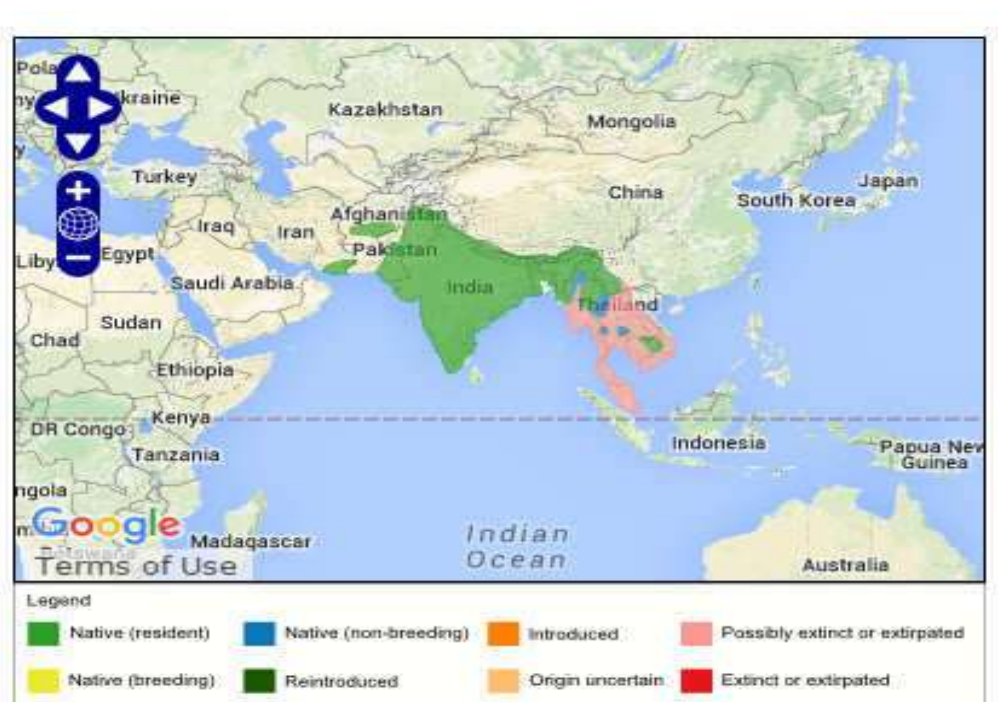 Pola
ny
kraine
Kazakhstan
Mongolia
y
Turkey
Japan
China
South Korea
Afghanistan
Iraq
Iran
Pakistan
Liby
Egypt
Saudi Arabia
India
Thailand
Sudan
Chad
Ethiopia
Kenya
DR Congo
Indonesia
Papua New
Guinea
Tanzania
ngola
Google
Madagascar
Indian
Ocean
Botswana
Terms of Use
Australia
Legend
Native (resident)
Native (non-breeding)
Introduced
Possibly extinct or extirpated
Native (breeding)
Reintroduced
Origin uncertain
Extinct or extirpated